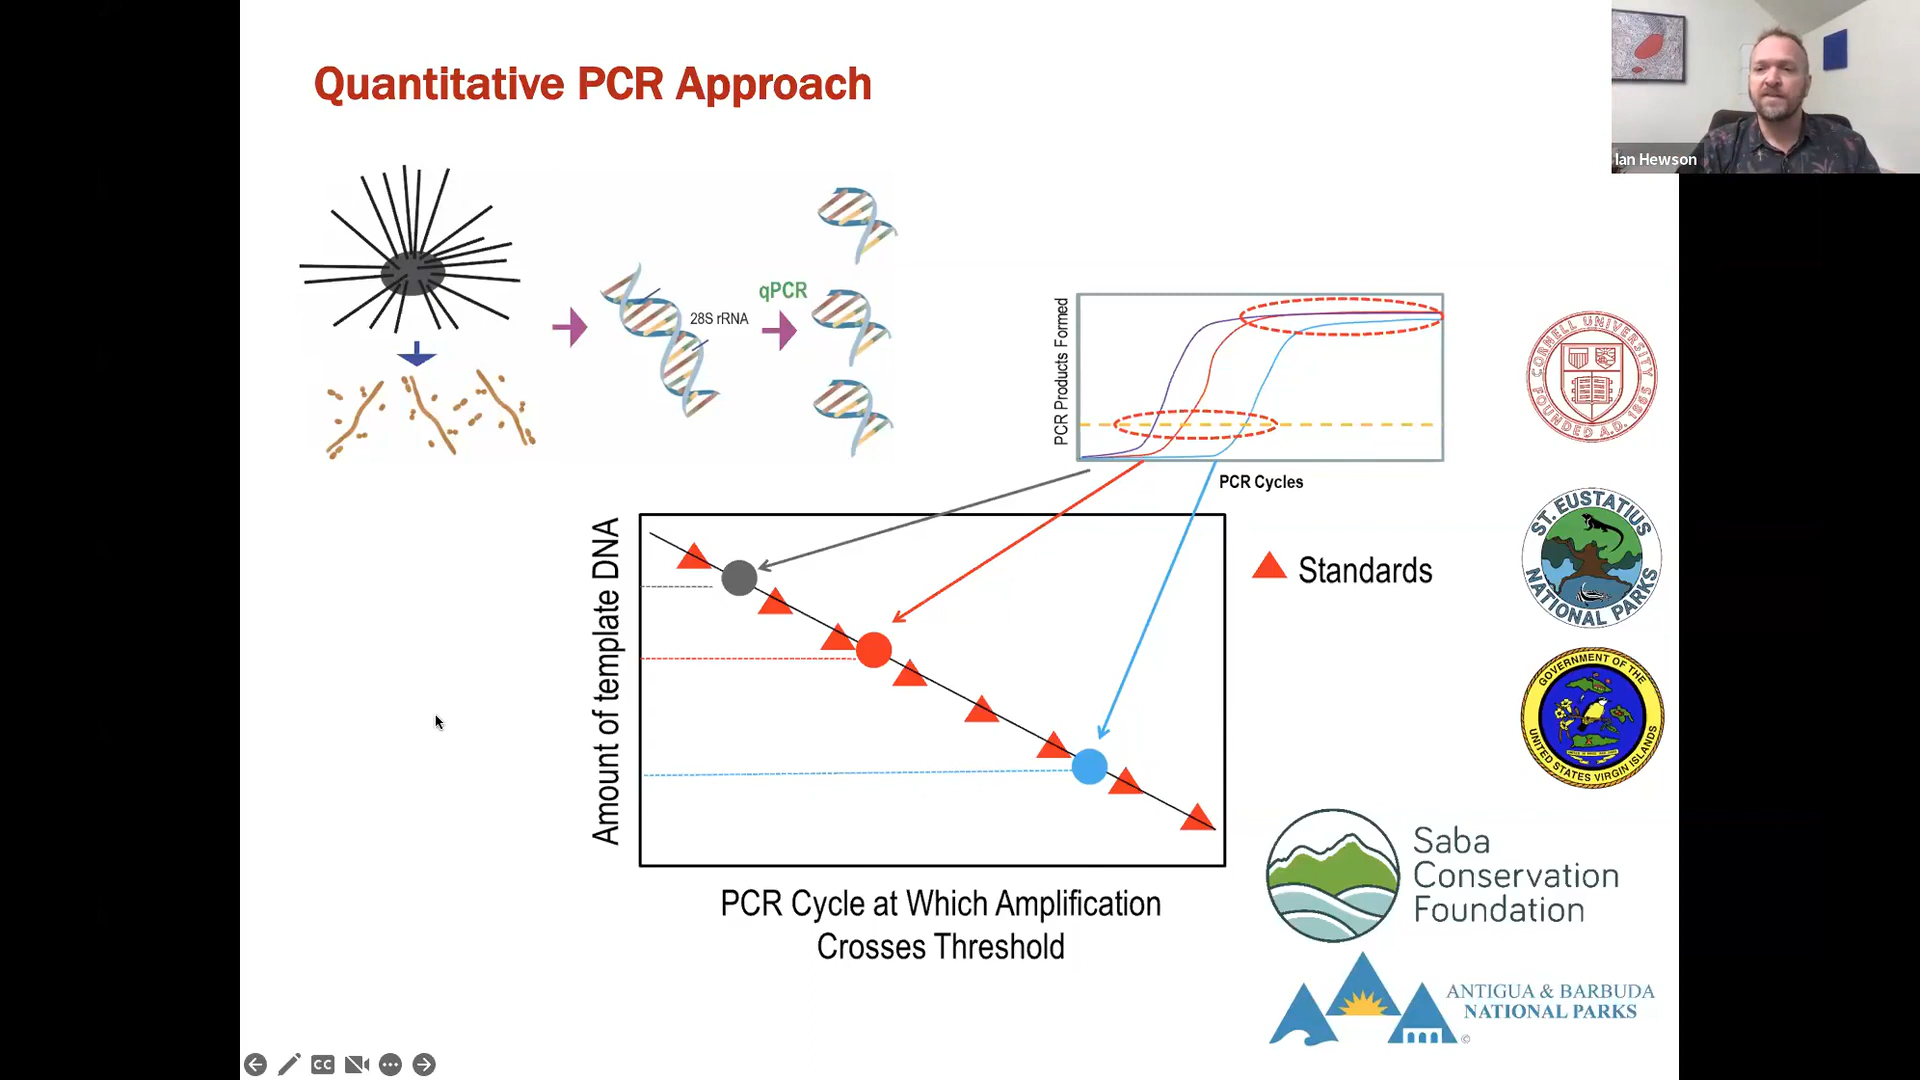 Quantitative PCR Approach
Ian Hewson
qPCR
28S rRNA
PCR Products Formed
PCR Cycles
Amount of template DNA
Standards
PCR Cycle at Which Amplification
Crosses Threshold
CORNELL UNIVERSITY
FOUNDED A.D. 1865
ST. EUSTATIUS
NATIONAL PARKS
GOVERNMENT OF THE
UNITED STATES VIRGIN ISLANDS
Saba
Conservation
Foundation
ANTIGUA & BARBUDA
NATIONAL PARKS
©
CC